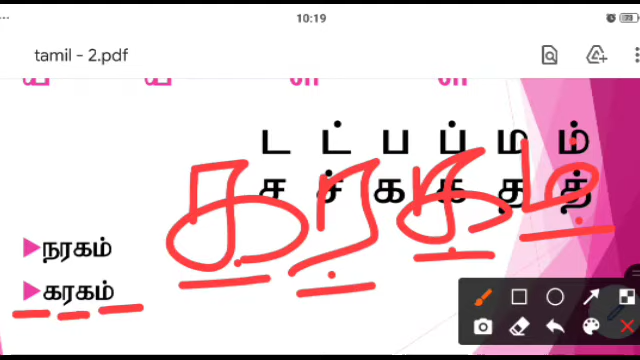 10:19
tamil - 2.pdf
ட ட் ப ப் ம ம்
ச ச் க க த த்
கரகம்
நரகம்
கரகம்